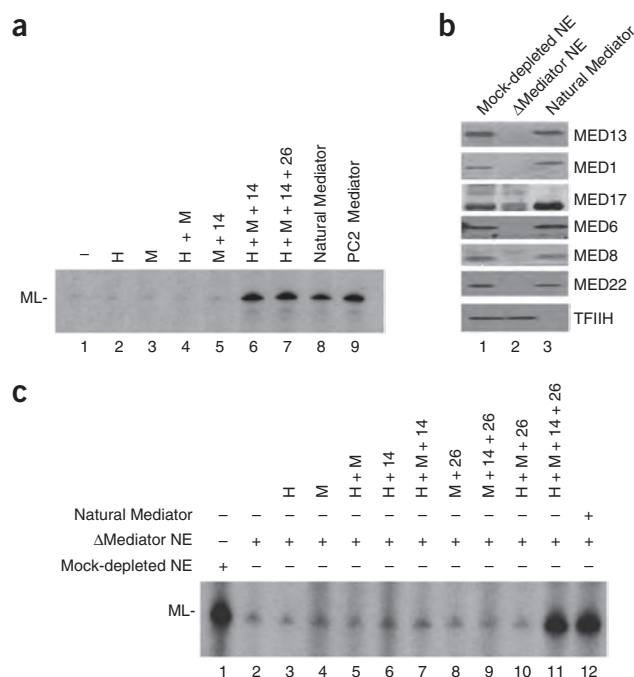 a
–
H
M
H + M
M + 14
H + M + 14
H + M + 14 + 26
Natural Mediator
PC2 Mediator
ML-
1 2 3 4 5 6 7 8 9
b
Mock-depleted NE
ΔMediator NE
Natural Mediator
MED13
MED1
MED17
MED6
MED8
MED22
TFIIH
1 2 3
c
H
M
H + M
H + 14
H + M + 14
M + 26
M + 14 + 26
H + M + 26
H + M + 14 + 26
Natural Mediator – – – – – – – – – – – +
ΔMediator NE – + + + + + + + + + + +
Mock-depleted NE + – – – – – – – – – – –
ML-
1 2 3 4 5 6 7 8 9 10 11 12